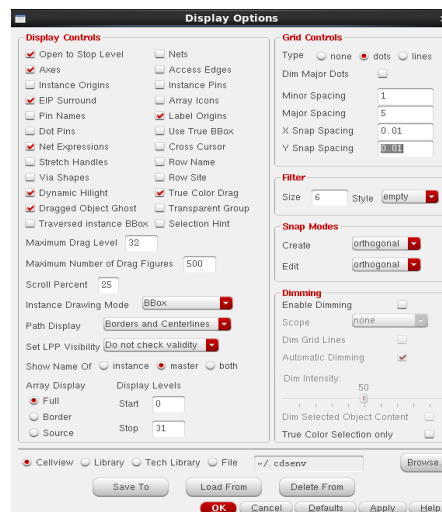 Display Options
Display Controls
Open to Stop Level
Nets
Axes
Access Edges
Instance Origins
Instance Pins
EIP Surround
Array Icons
Pin Names
Label Origins
Dot Pins
Use True BBox
Net Expressions
Cross Cursor
Stretch Handles
Row Name
Via Shapes
Row Site
Dynamic Hilight
True Color Drag
Dragged Object Ghost
Transparent Group
Traversed instance BBox
Selection Hint
Maximum Drag Level 32
Maximum Number of Drag Figures 500
Scroll Percent 25
Instance Drawing Mode BBox
Path Display Borders and Centerlines
Set LPP Visibility Do not check validity
Show Name Of instance master both
Array Display Display Levels
Full Start 0
Border
Source Stop 31
Grid Controls
Type none dots lines
Dim Major Dots
Minor Spacing 1
Major Spacing 5
X Snap Spacing 0.01
Y Snap Spacing 0.01
Filter
Size 6 Style empty
Snap Modes
Create orthogonal
Edit orthogonal
Dimming
Enable Dimming
Scope none
Dim Grid Lines
Automatic Dimming
Dim Intensity:
50
Dim Selected Object Content
True Color Selection only
Cellview Library Tech Library File ~/.cdsenv Browse.
Save To Load From Delete From
OK Cancel Defaults Apply Help